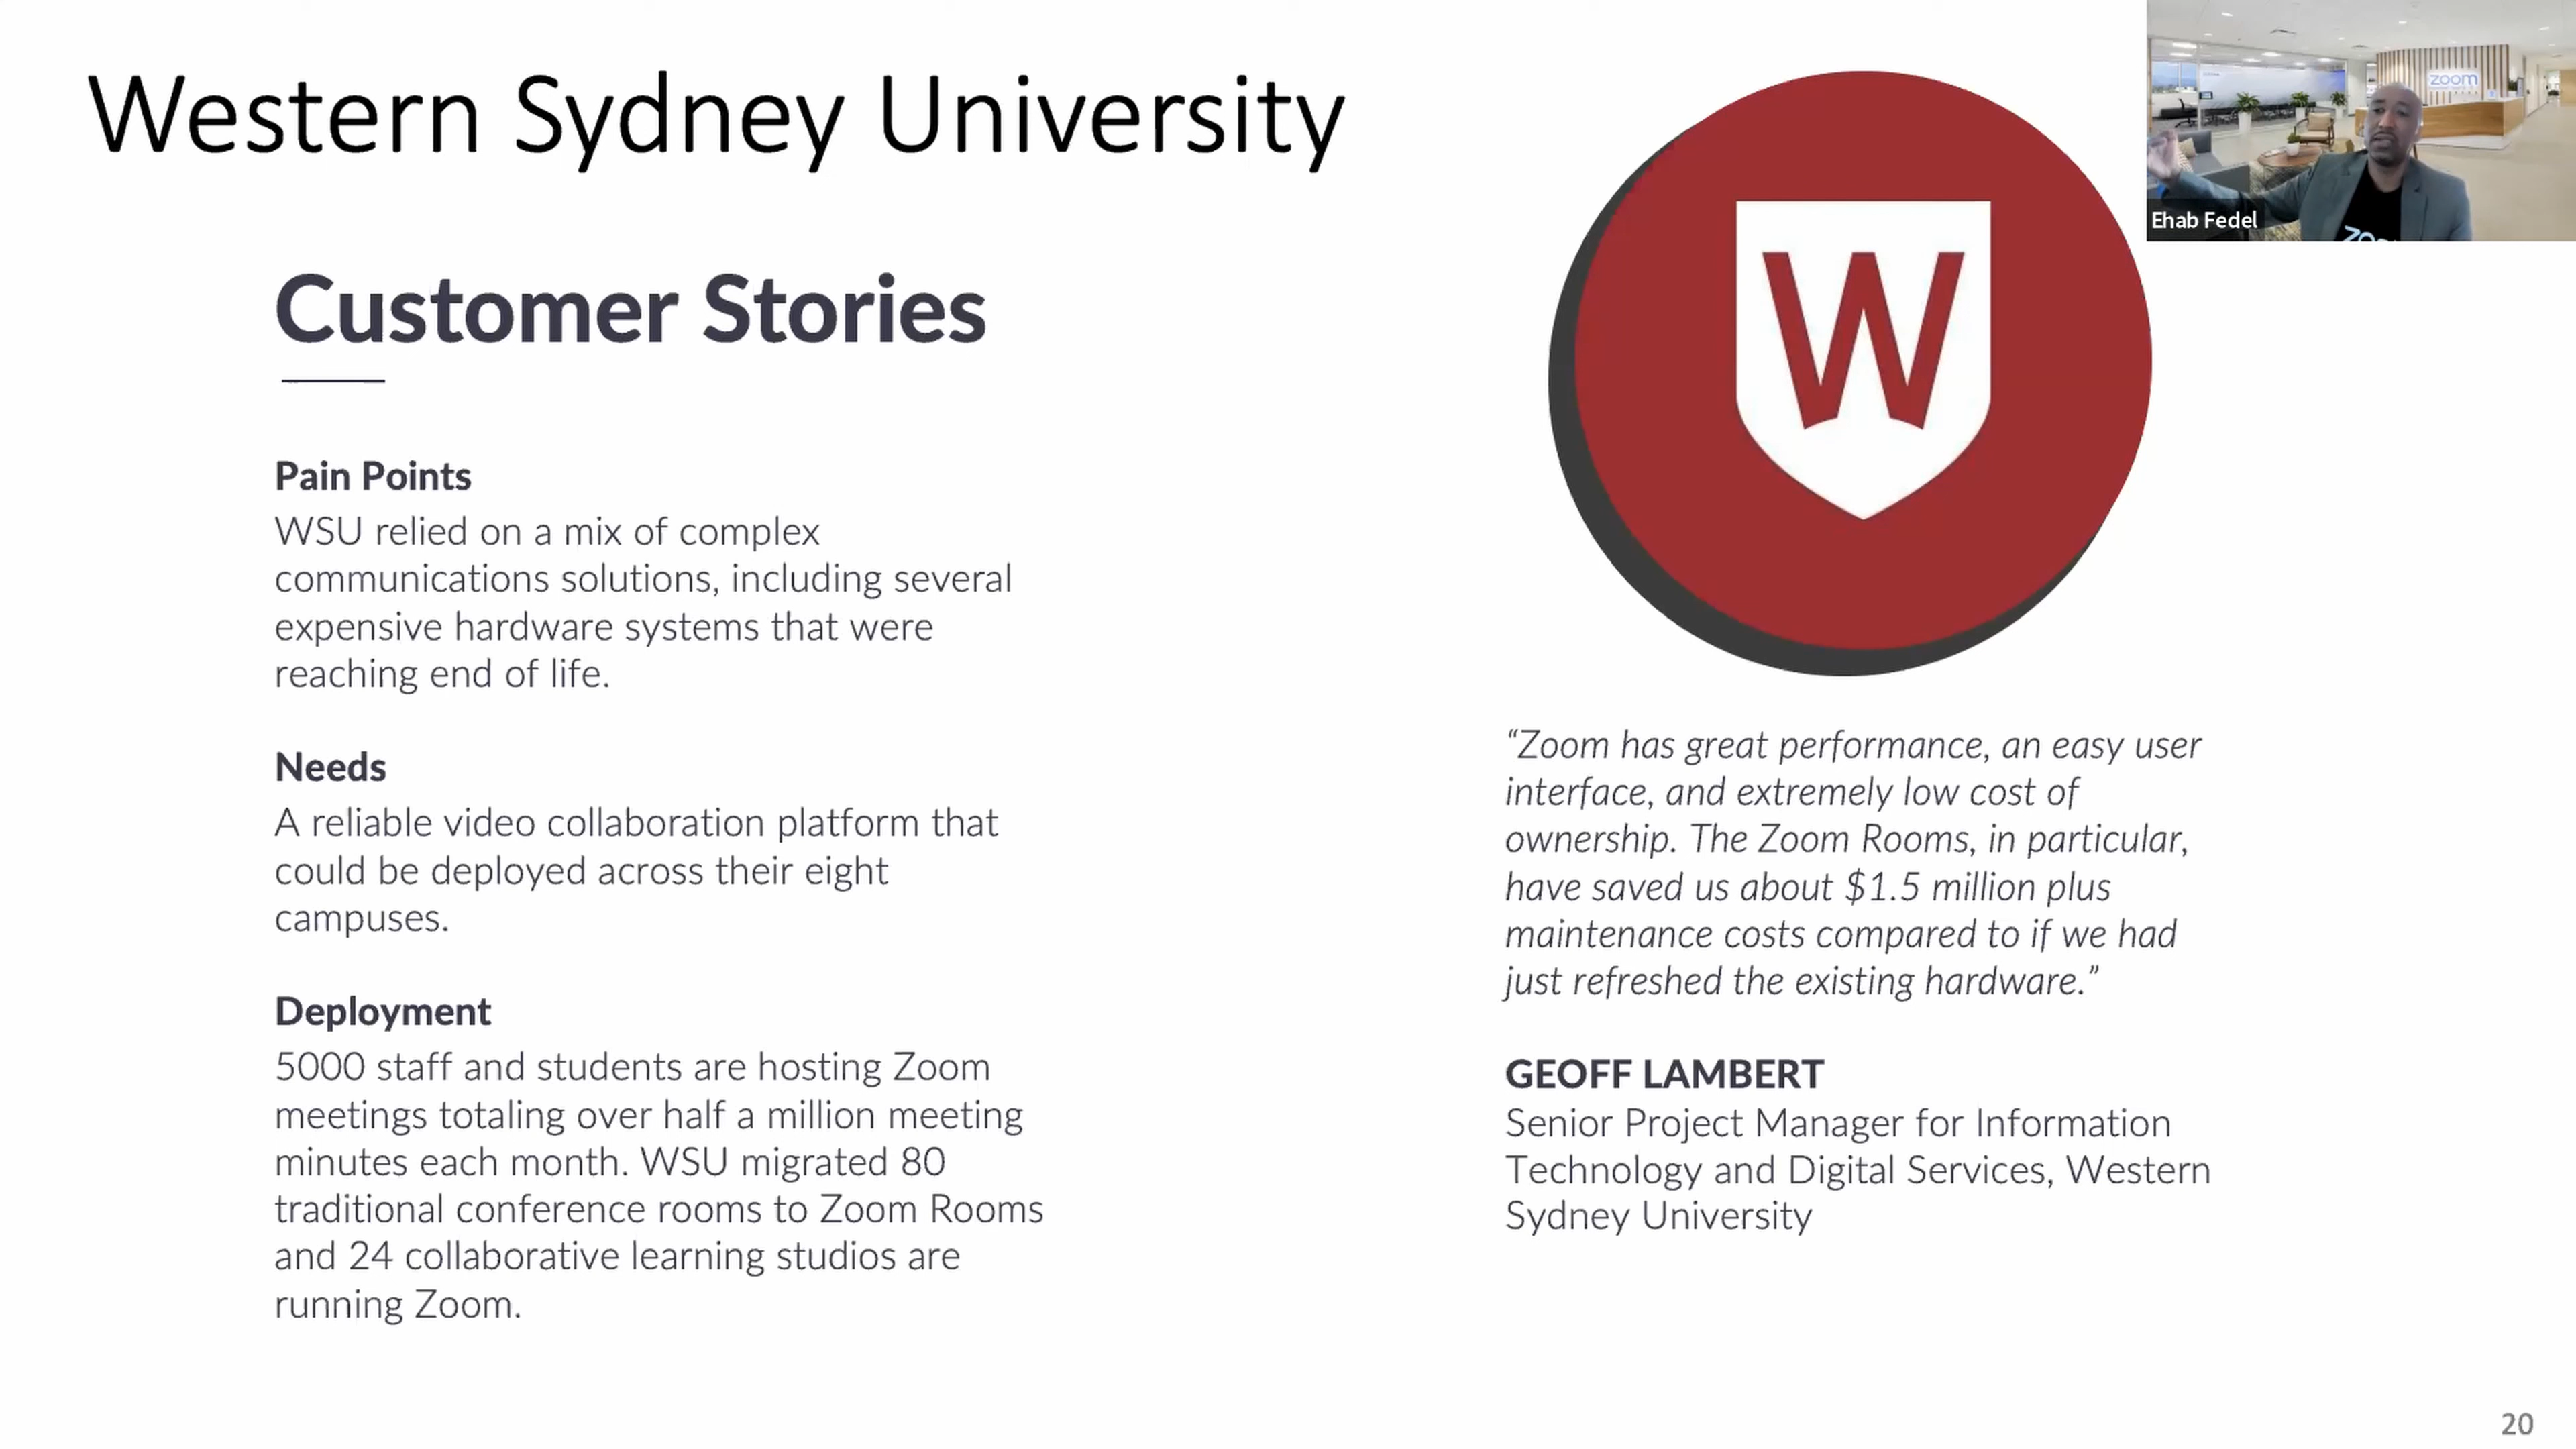 Western Sydney University
zoom
Ehab Fedel
Customer Stories
W
Pain Points
WSU relied on a mix of complex
communications solutions, including several
expensive hardware systems that were
reaching end of life.
Needs
A reliable video collaboration platform that
could be deployed across their eight
campuses.
Deployment
5000 staff and students are hosting Zoom
meetings totaling over half a million meeting
minutes each month. WSU migrated 80
traditional conference rooms to Zoom Rooms
and 24 collaborative learning studios are
running Zoom.
“Zoom has great performance, an easy user
interface, and extremely low cost of
ownership. The Zoom Rooms, in particular,
have saved us about $1.5 million plus
maintenance costs compared to if we had
just refreshed the existing hardware.”
GEOFF LAMBERT
Senior Project Manager for Information
Technology and Digital Services, Western
Sydney University
20